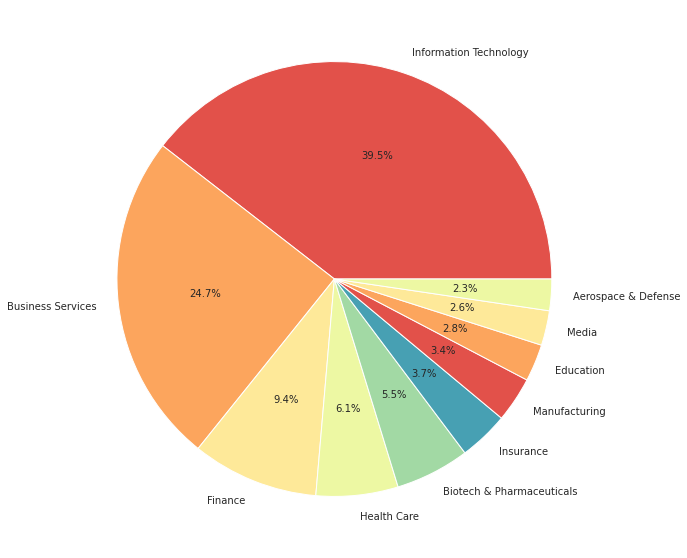 Information Technology
39.5%
Business Services
24.7%
Finance
9.4%
Health Care
6.1%
Biotech & Pharmaceuticals
5.5%
Insurance
3.7%
Manufacturing
3.4%
Education
2.8%
Media
2.6%
Aerospace & Defense
2.3%